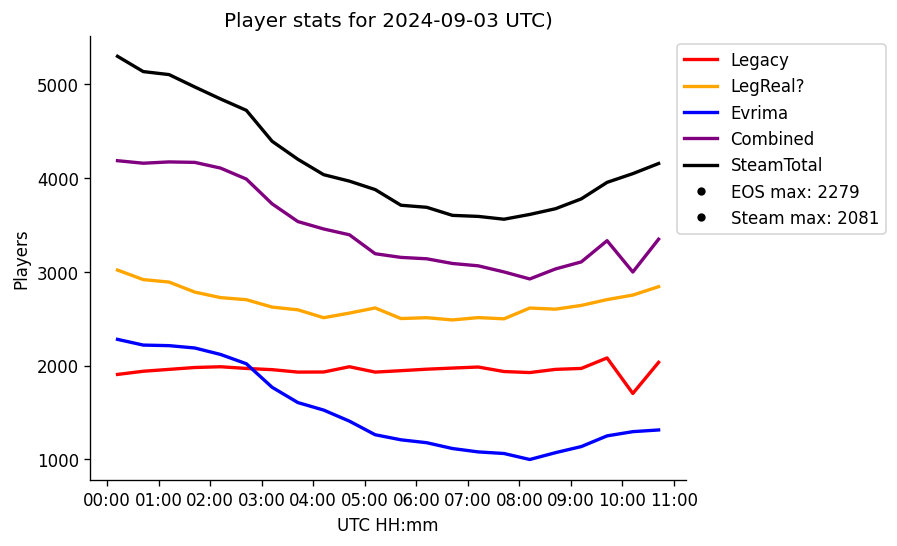 Player stats for 2024-09-03 UTC)
Legacy
LegReal?
Evrima
Combined
SteamTotal
EOS max: 2279
Steam max: 2081
Players
5000
4000
3000
2000
1000
00:00 01:00 02:00 03:00 04:00 05:00 06:00 07:00 08:00 09:00 10:00 11:00
UTC HH:mm